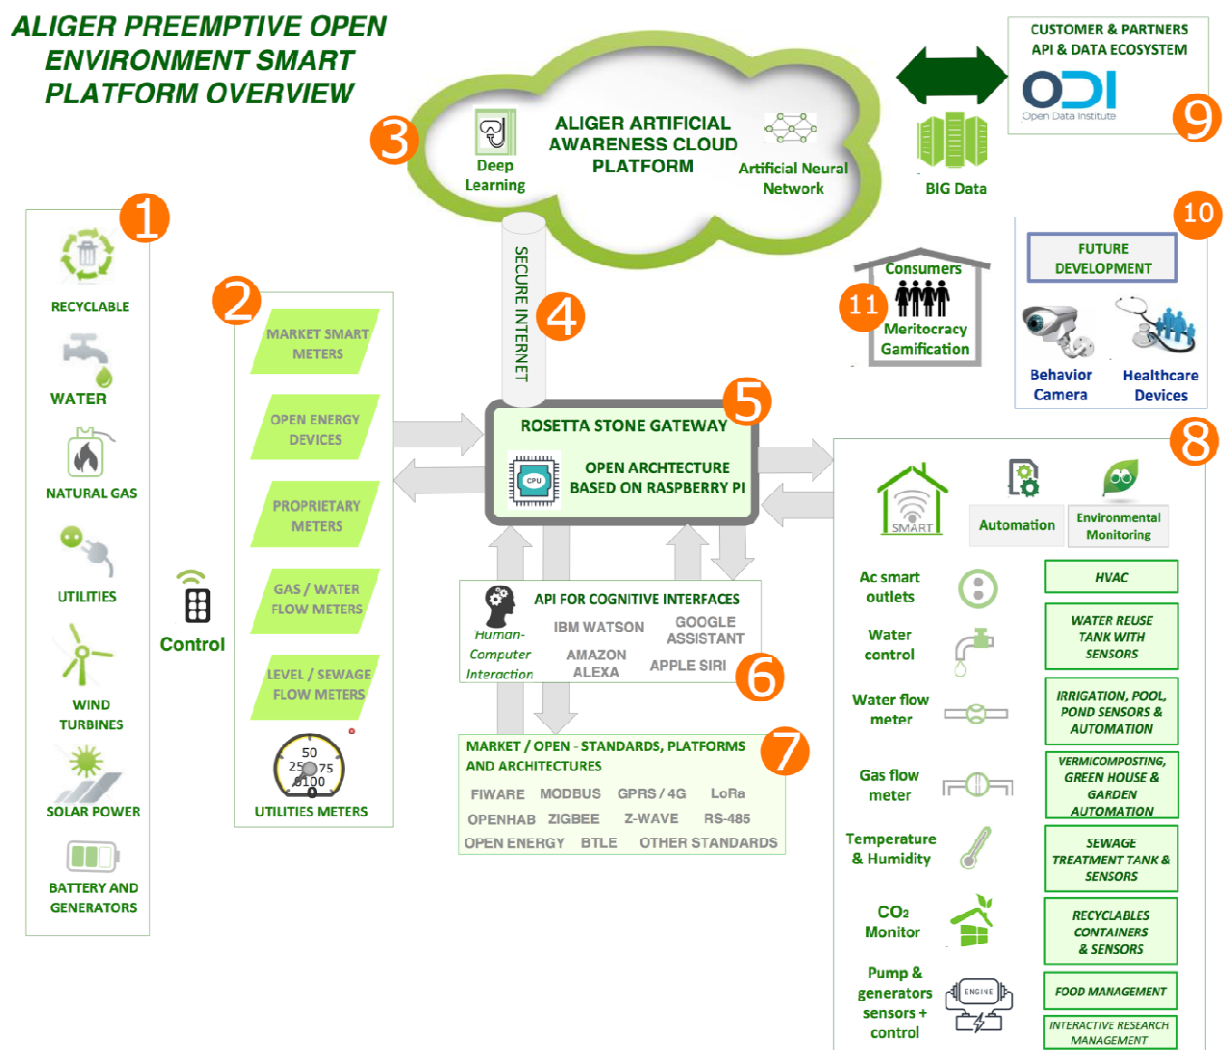 ALIGER PREEMPTIVE OPEN
ENVIRONMENT SMART
PLATFORM OVERVIEW
3
Deep
Learning
ALIGER ARTIFICIAL
AWARENESS CLOUD
PLATFORM
Artificial Neural
Network
BIG Data
CUSTOMER & PARTNERS
API & DATA ECOSYSTEM
ODI
Open Data Institute
9
1
RECYCLABLE
WATER
NATURAL GAS
UTILITIES
WIND
TURBINES
SOLAR POWER
BATTERY AND
GENERATORS
Control
2
MARKET SMART
METERS
OPEN ENERGY
DEVICES
PROPRIETARY
METERS
GAS / WATER
FLOW METERS
LEVEL / SEWAGE
FLOW METERS
50
25 75
0 100
0
UTILITIES METERS
SECURE INTERNET
4
5
ROSETTA STONE GATEWAY
CPU
OPEN ARCHTECTURE
BASED ON RASPBERRY PI
API FOR COGNITIVE INTERFACES
Human-
Computer
Interaction
IBM WATSON
GOOGLE
ASSISTANT
AMAZON
ALEXA
APPLE SIRI
6
7
MARKET / OPEN - STANDARDS, PLATFORMS
AND ARCHITECTURES
FIWARE MODBUS GPRS / 4G LoRa
OPENHAB ZIGBEE Z-WAVE RS-485
OPEN ENERGY BTLE OTHER STANDARDS
11
Consumers
Meritocracy
Gamification
10
FUTURE
DEVELOPMENT
Behavior
Camera
Healthcare
Devices
8
SMART
Automation
Environmental
Monitoring
Ac smart
outlets
HVAC
Water
control
WATER REUSE
TANK WITH
SENSORS
Water flow
meter
IRRIGATION, POOL,
POND SENSORS &
AUTOMATION
Gas flow
meter
VERMICOMPOSTING,
GREEN HOUSE &
GARDEN
AUTOMATION
Temperature
& Humidity
SEWAGE
TREATMENT TANK &
SENSORS
CO2
Monitor
RECYCLABLES
CONTAINERS
& SENSORS
Pump &
generators
sensors +
control
ENGINE
FOOD MANAGEMENT
INTERACTIVE RESEARCH
MANAGEMENT